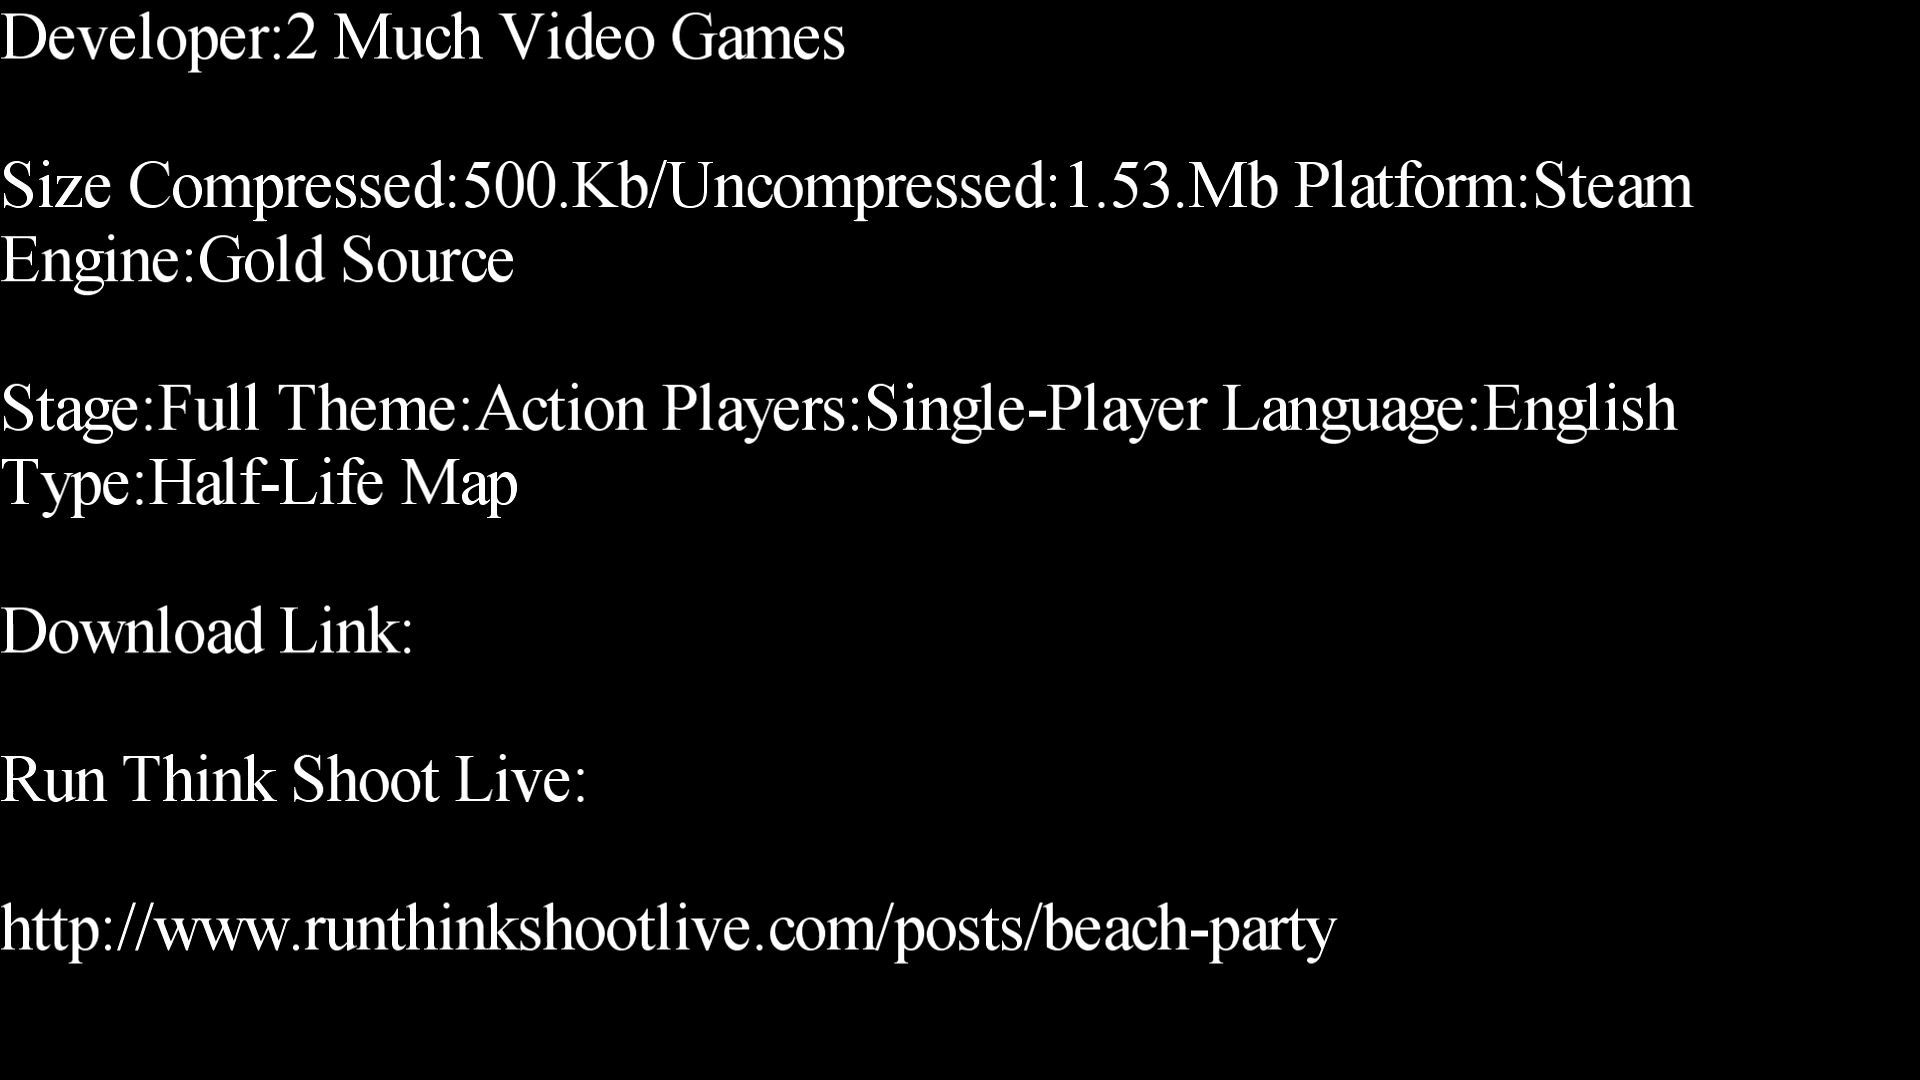 Developer:2 Much Video Games
Size Compressed:500.Kb/Uncompressed:1.53.Mb Platform:Steam
Engine:Gold Source
Stage:Full Theme:Action Players:Single-Player Language:English
Type:Half-Life Map
Download Link:
Run Think Shoot Live:
http://www.runthinkshootlive.com/posts/beach-party